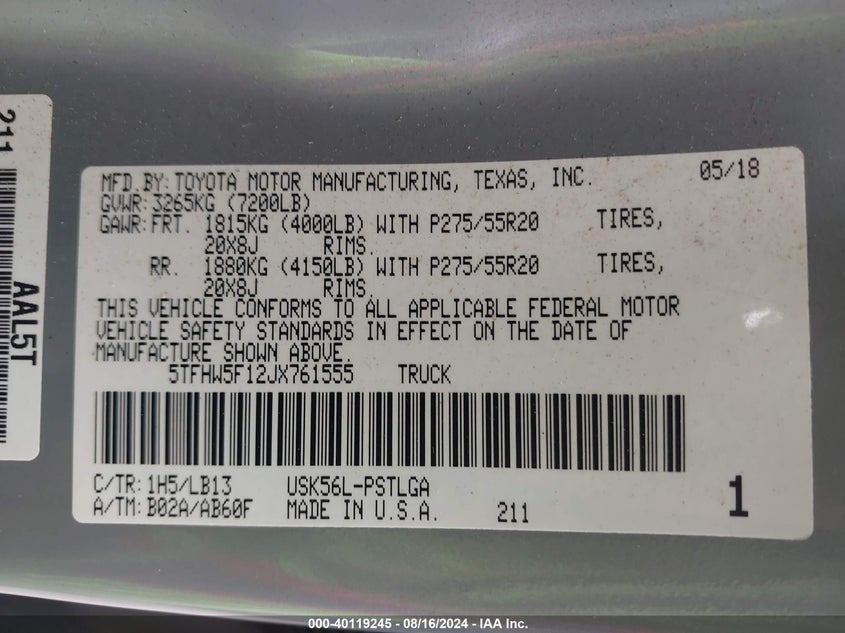 211
AAL5T
MFD.BY: TOYOTA MOTOR MANUFACTURING, TEXAS, INC. 05/18
GVWR: 3265KG (7200LB)
GAWR: FRT. 1815KG (4000LB) WITH P275/55R20 TIRES,
20X8J RIMS.
RR. 1880KG (4150LB) WITH P275/55R20 TIRES,
20X8J RIMS.
THIS VEHICLE CONFORMS TO ALL APPLICABLE FEDERAL MOTOR
VEHICLE SAFETY STANDARDS IN EFFECT ON THE DATE OF
MANUFACTURE SHOWN ABOVE.
5TFHW5F12JX761555 TRUCK
C/TR: 1H5/LB13 USK56L-PSTLGA
A/TM: B02A/AB60F MADE IN U.S.A. 211 1
000-40119245 - 08/16/2024 - IAA Inc.